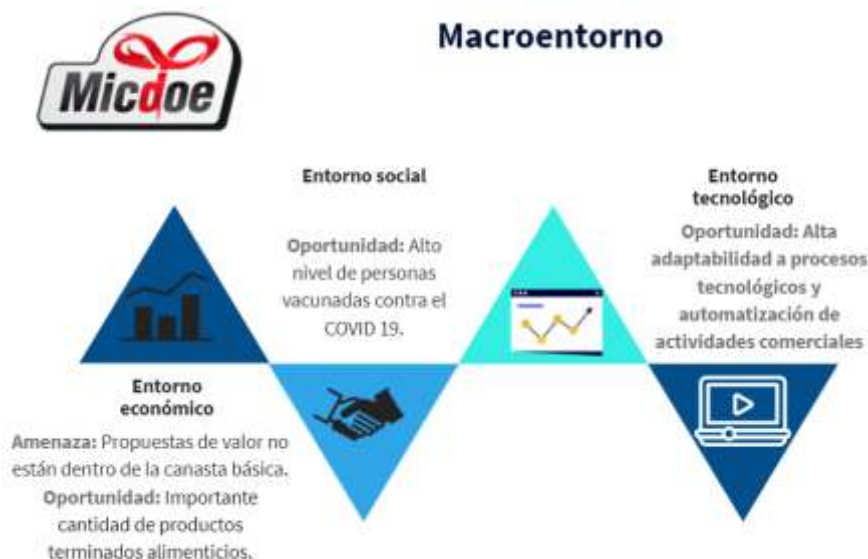 Micdoe
Macroentorno
Entorno social
Oportunidad: Alto
nivel de personas
vacunadas contra el
COVID 19.
Entorno
tecnológico
Oportunidad: Alta
adaptabilidad a procesos
tecnológicos y
automatización de
actividades comerciales
Entorno
económico
Amenaza: Propuestas de valor no
están dentro de la canasta básica.
Oportunidad: Importante
cantidad de productos
terminados alimenticios.